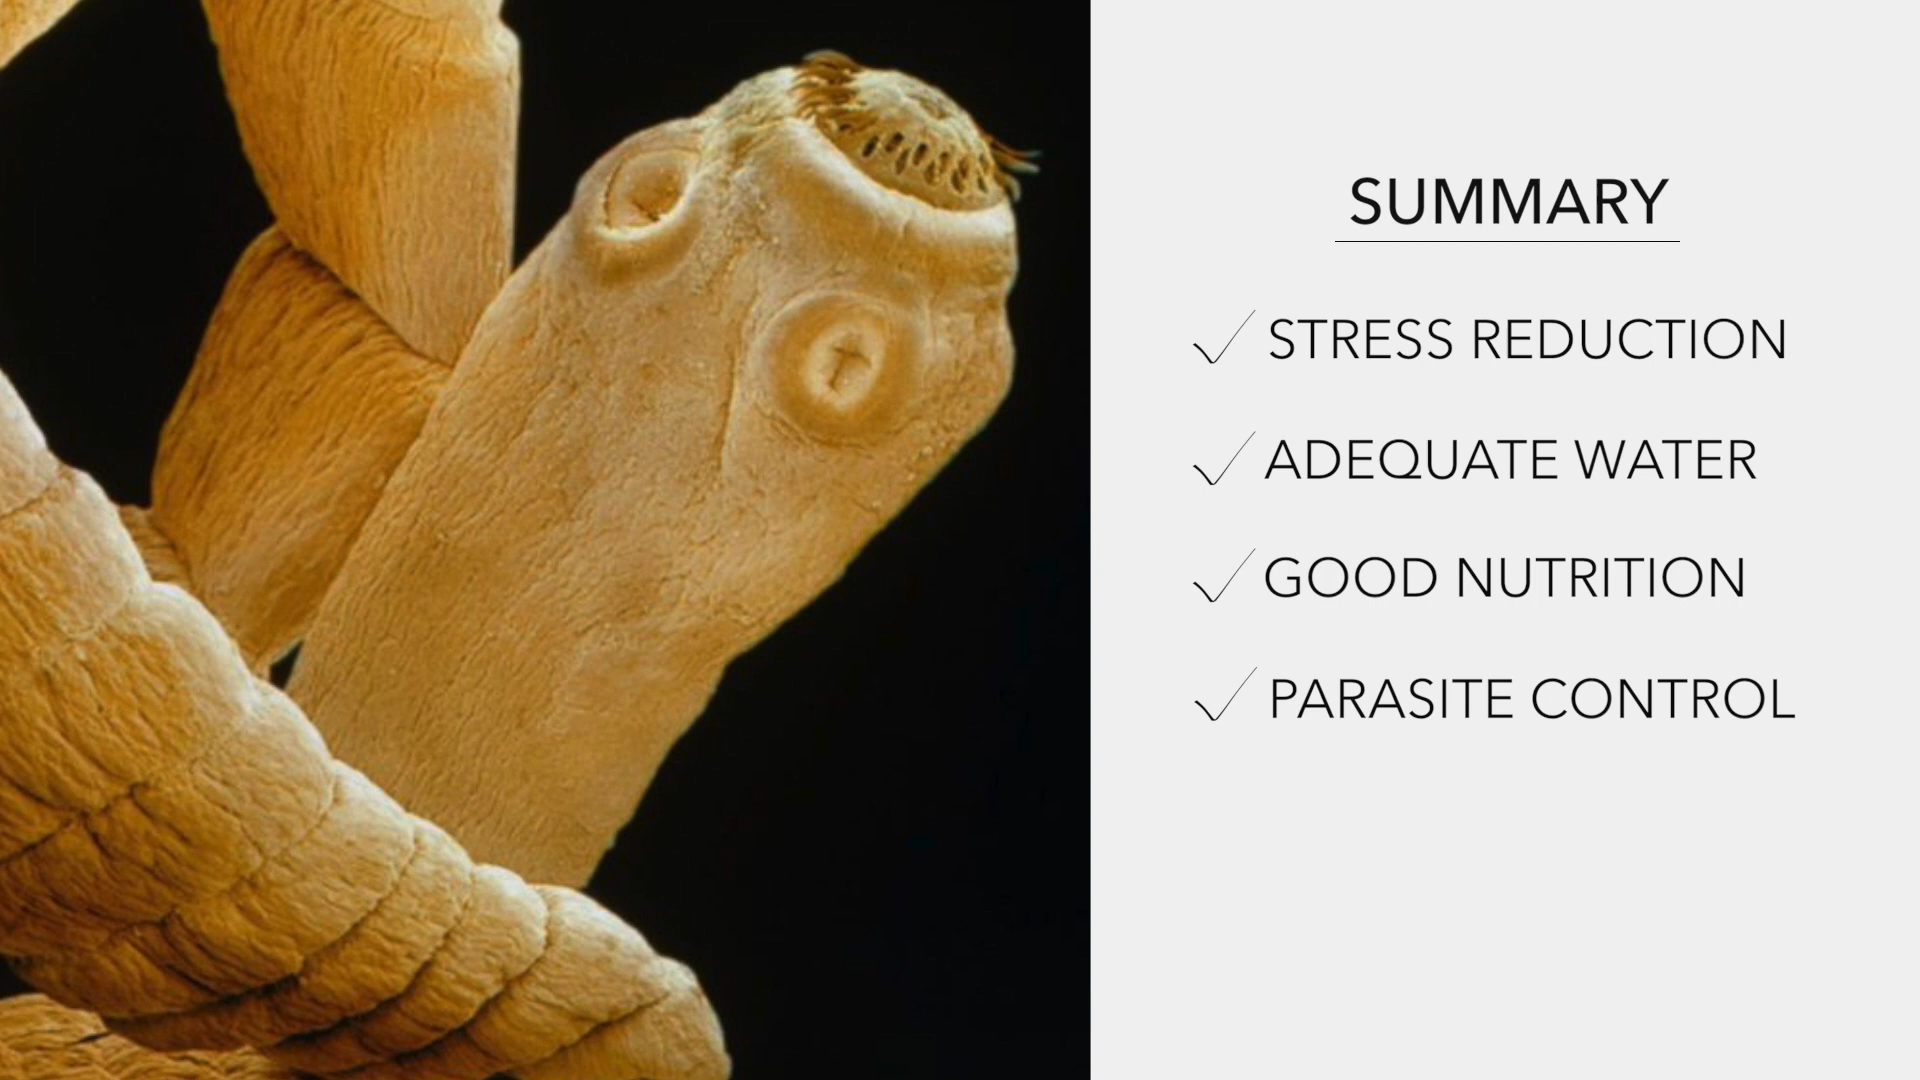 SUMMARY
STRESS REDUCTION
ADEQUATE WATER
GOOD NUTRITION
PARASITE CONTROL